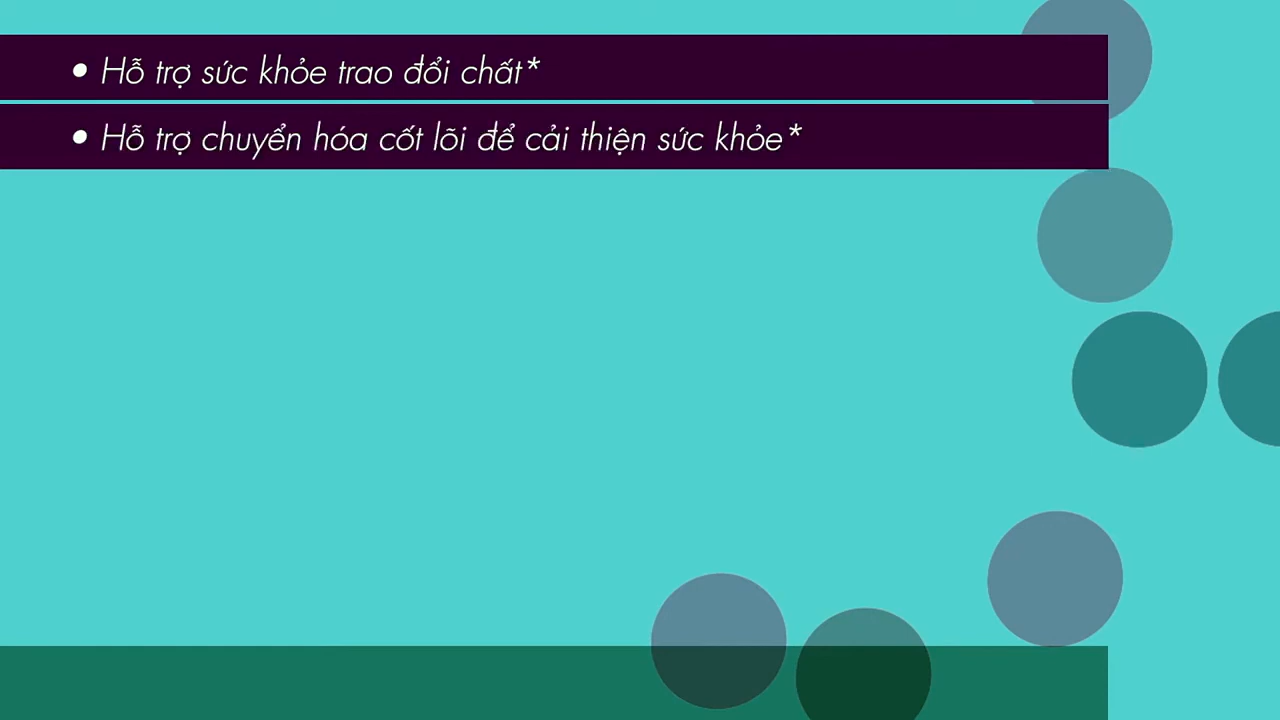 • Hỗ trợ sức khỏe trao đổi chất*
• Hỗ trợ chuyển hóa cốt lõi để cải thiện sức khỏe*